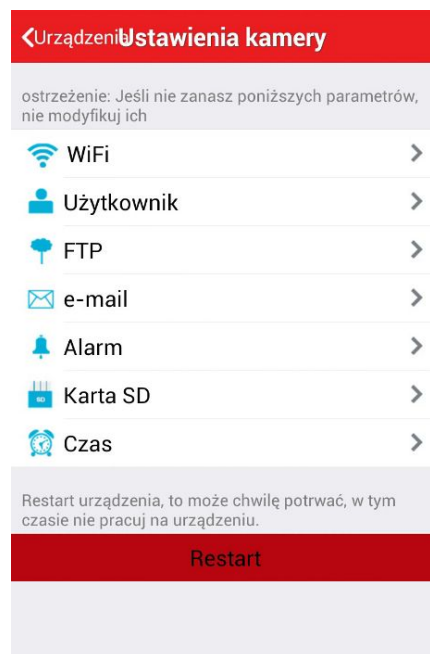 Urządzeni Ustawienia kamery
ostrzeżenie: Jeśli nie zanasz poniższych parametrów,
nie modyfikuj ich
WiFi
Użytkownik
FTP
e-mail
Alarm
Karta SD
Czas
Restart urządzenia, to może chwilę potrwać, w tym
czasie nie pracuj na urządzeniu.
Restart